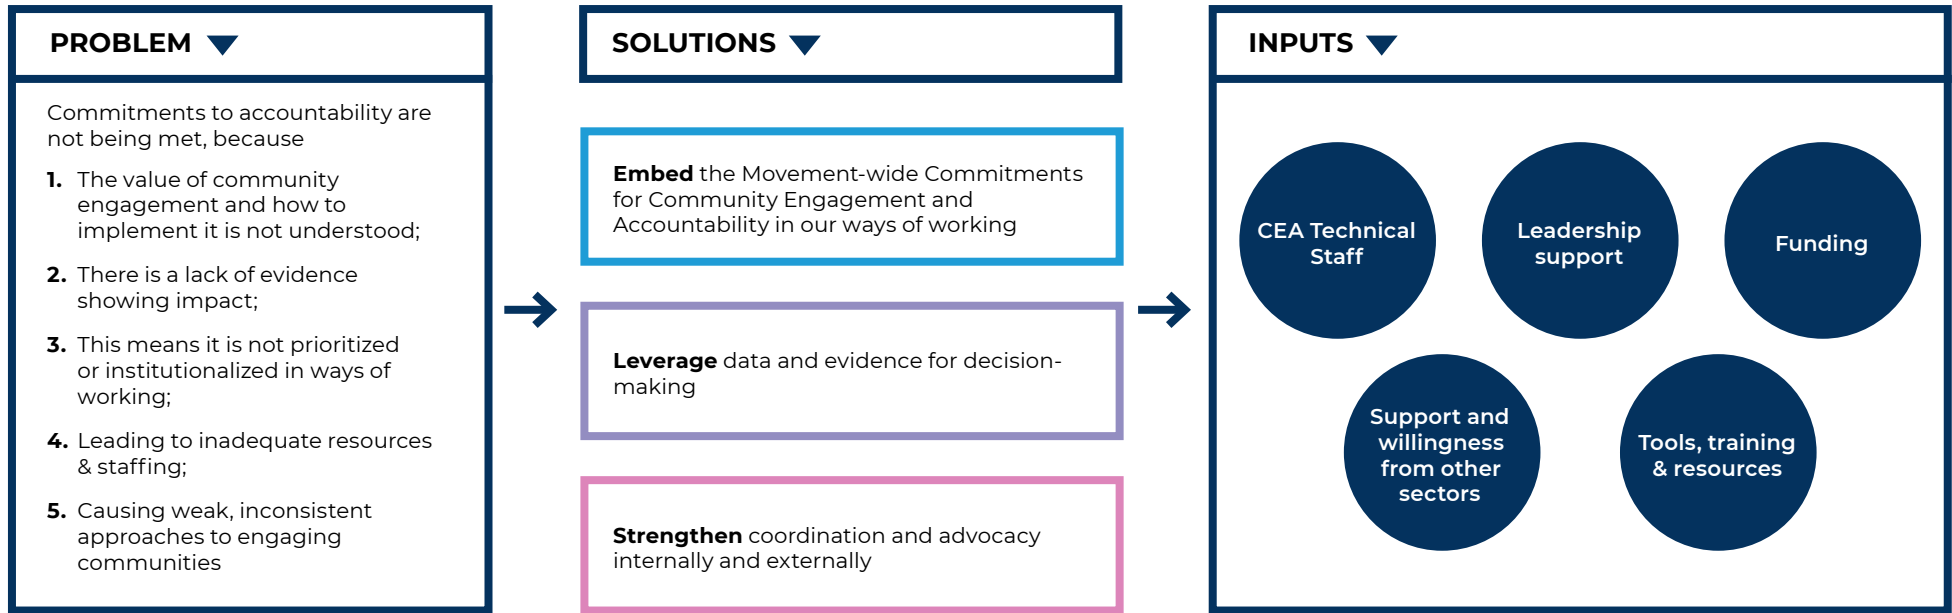 PROBLEM
Commitments to accountability are
not being met, because
1. The value of community
engagement and how to
implement it is not understood;
2. There is a lack of evidence
showing impact;
3. This means it is not prioritized
or institutionalized in ways of
working;
4. Leading to inadequate resources
& staffing;
5. Causing weak, inconsistent
approaches to engaging
communities
SOLUTIONS
Embed the Movement-wide Commitments
for Community Engagement and
Accountability in our ways of working
Leverage data and evidence for decision-
making
Strengthen coordination and advocacy
internally and externally
INPUTS
CEA Technical
Staff
Leadership
support
Funding
Support and
willingness
from other
sectors
Tools, training
& resources